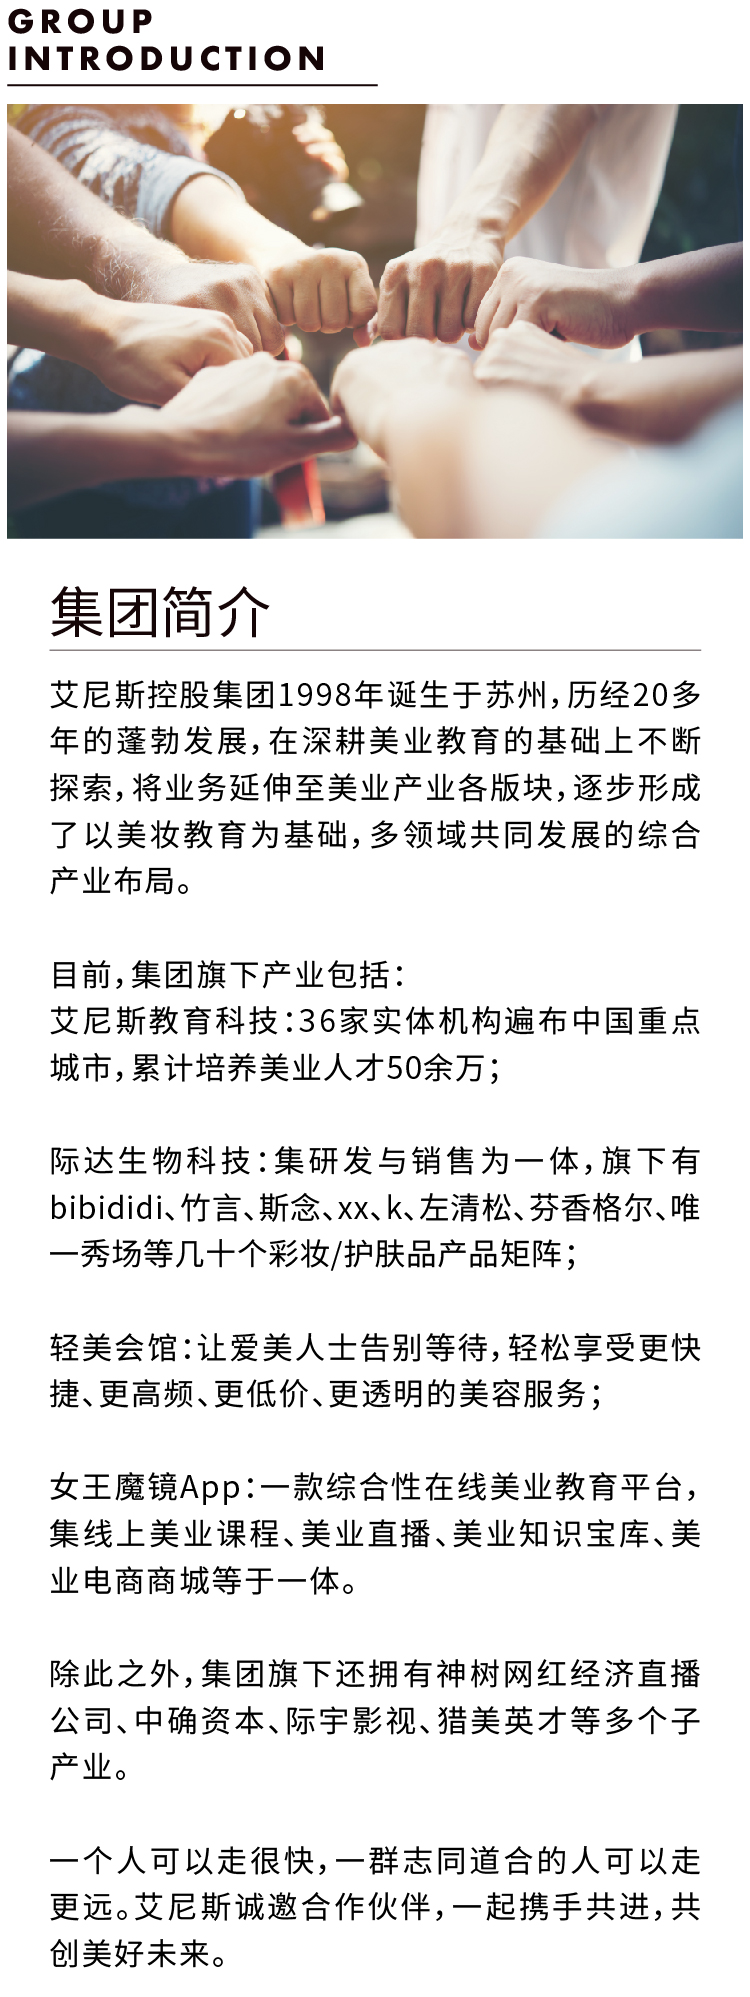 GROUP
INTRODUCTION
集团简介
艾尼斯控股集团1998年诞生于苏州，历经20多
年的蓬勃发展，在深耕美业教育的基础上不断
探索，将业务延伸至美业产业各版块，逐步形成
了以美妆教育为基础，多领域共同发展的综合
产业布局。
目前，集团旗下产业包括：
艾尼斯教育科技：36家实体机构遍布中国重点
城市，累计培养美业人才50余万；
际达生物科技：集研发与销售为一体，旗下有
bibididi、竹言、斯念、xx、k、左清松、芬香格尔、唯
一秀场等几十个彩妆/护肤品产品矩阵；
轻美会馆：让爱美人士告别等待，轻松享受更快
捷、更高频、更低价、更透明的美容服务；
女王魔镜App：一款综合性在线美业教育平台，
集线上美业课程、美业直播、美业知识宝库、美
业电商商城等于一体。
除此之外，集团旗下还拥有神树网红经济直播
公司、中确资本、际宇影视、猎美英才等多个子
产业。
一个人可以走很快，一群志同道合的人可以走
更远。艾尼斯诚邀合作伙伴，一起携手共进，共
创美好未来。